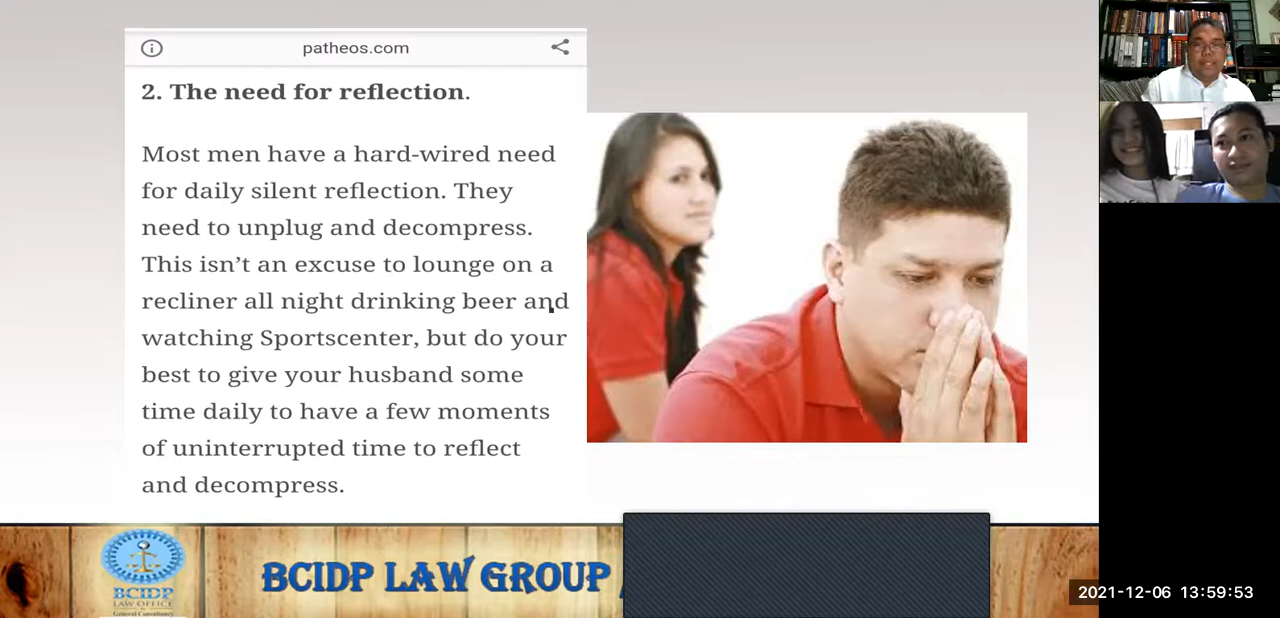 patheos.com
2. The need for reflection.
Most men have a hard-wired need
for daily silent reflection. They
need to unplug and decompress.
This isn’t an excuse to lounge on a
recliner all night drinking beer and
watching Sportscenter, but do your
best to give your husband some
time daily to have a few moments
of uninterrupted time to reflect
and decompress.
BCIDP
LAW OFFICE
General Consultancy
BCIDP LAW GROUP
2021-12-06 13:59:53